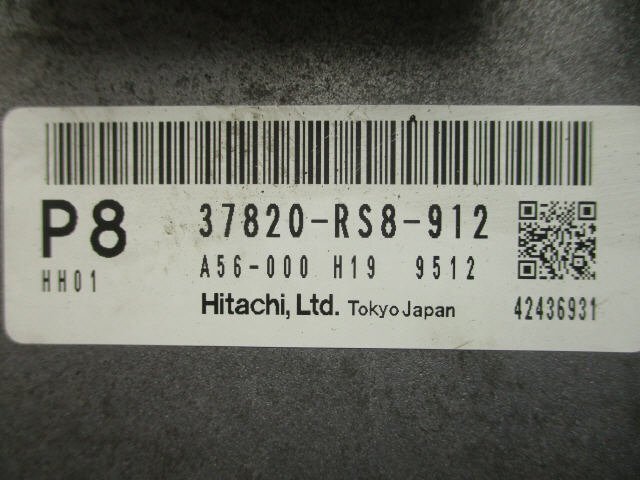 P8 37820-RS8-912
HH01 A56-000 H19 9512
Hitachi, Ltd. Tokyo Japan 42436931